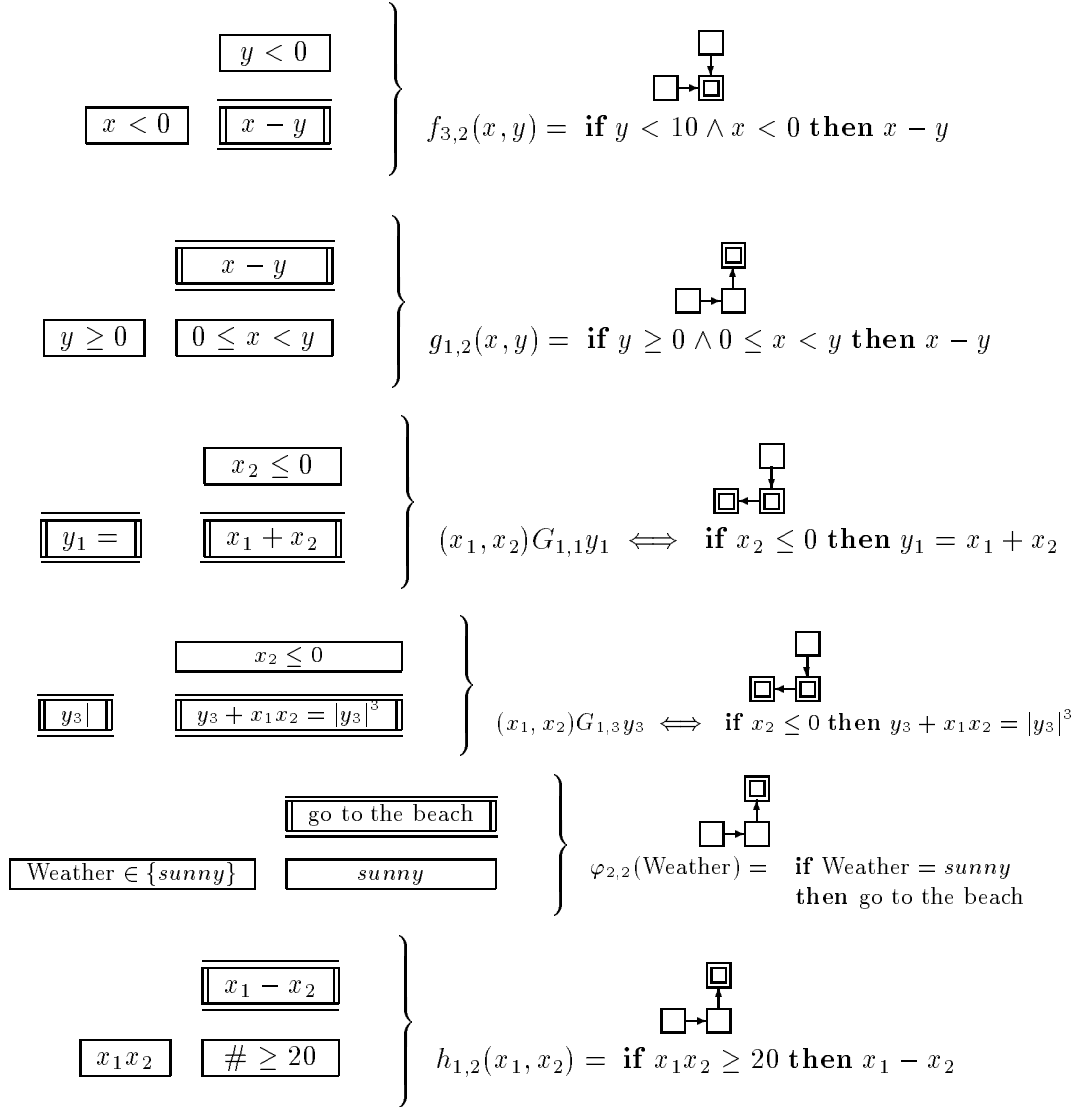 y < 0
x < 0 x − y f₃,₂(x, y) = if y < 10 ∧ x < 0 then x − y
x − y
y ≥ 0 0 ≤ x < y g₁,₂(x, y) = if y ≥ 0 ∧ 0 ≤ x < y then x − y
x₂ ≤ 0
y₁ = x₁ + x₂ (x₁, x₂)G₁,₁y₁ ⟺ if x₂ ≤ 0 then y₁ = x₁ + x₂
x₂ ≤ 0
y₃| y₃ + x₁x₂ = |y₃|³ (x₁, x₂)G₁,₃y₃ ⟺ if x₂ ≤ 0 then y₃ + x₁x₂ = |y₃|³
go to the beach
Weather ∈ {sunny} sunny φ₂,₂(Weather) = if Weather = sunny
then go to the beach
x₁ − x₂
x₁x₂ # ≥ 20 h₁,₂(x₁, x₂) = if x₁x₂ ≥ 20 then x₁ − x₂